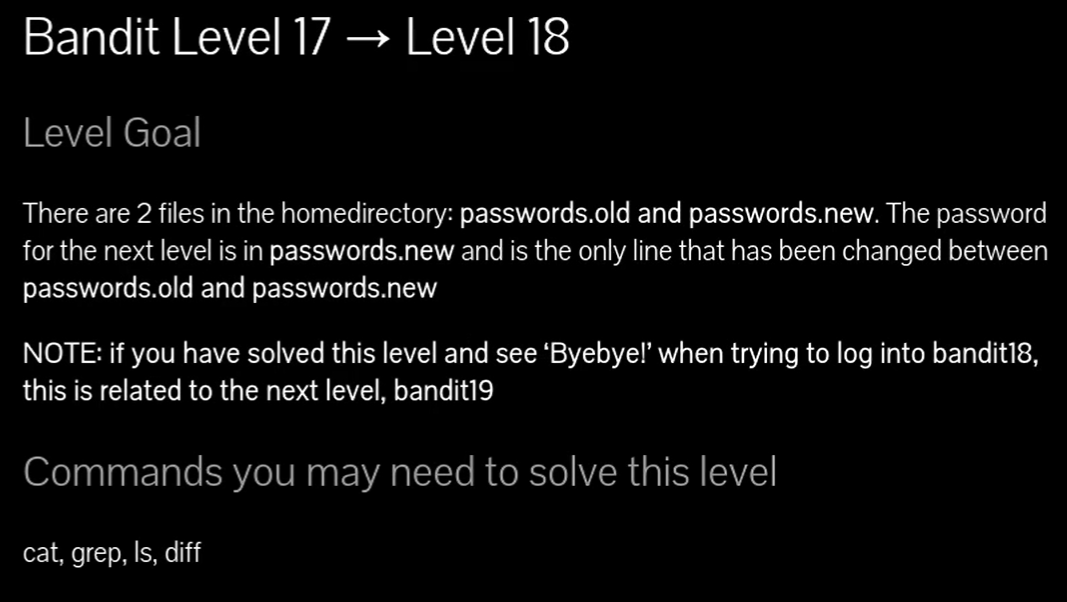 Bandit Level 17 → Level 18
Level Goal
There are 2 files in the homedirectory: passwords.old and passwords.new. The password
for the next level is in passwords.new and is the only line that has been changed between
passwords.old and passwords.new
NOTE: if you have solved this level and see ‘Byebye!’ when trying to log into bandit18,
this is related to the next level, bandit19
Commands you may need to solve this level
cat, grep, ls, diff